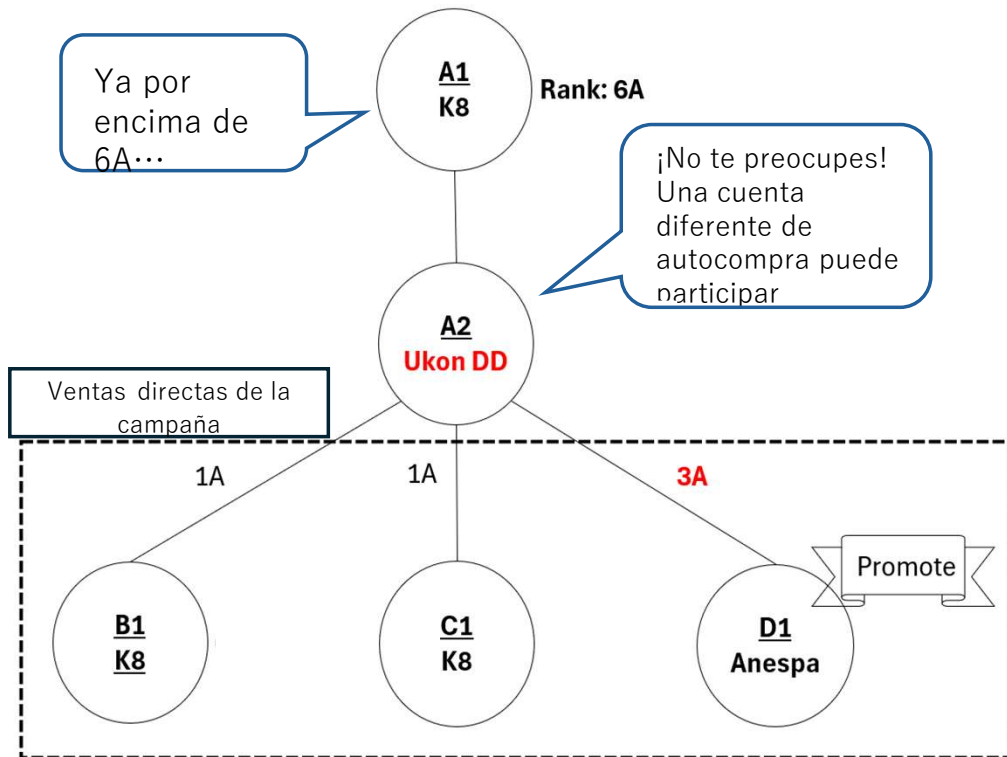 Ya por
encima de
6A…
A1
K8
Rank: 6A
¡No te preocupes!
Una cuenta
diferente de
autocompra puede
participar
A2
Ukon DD
Ventas directas de la
campaña
1A
1A
3A
Promote
B1
K8
C1
K8
D1
Anespa